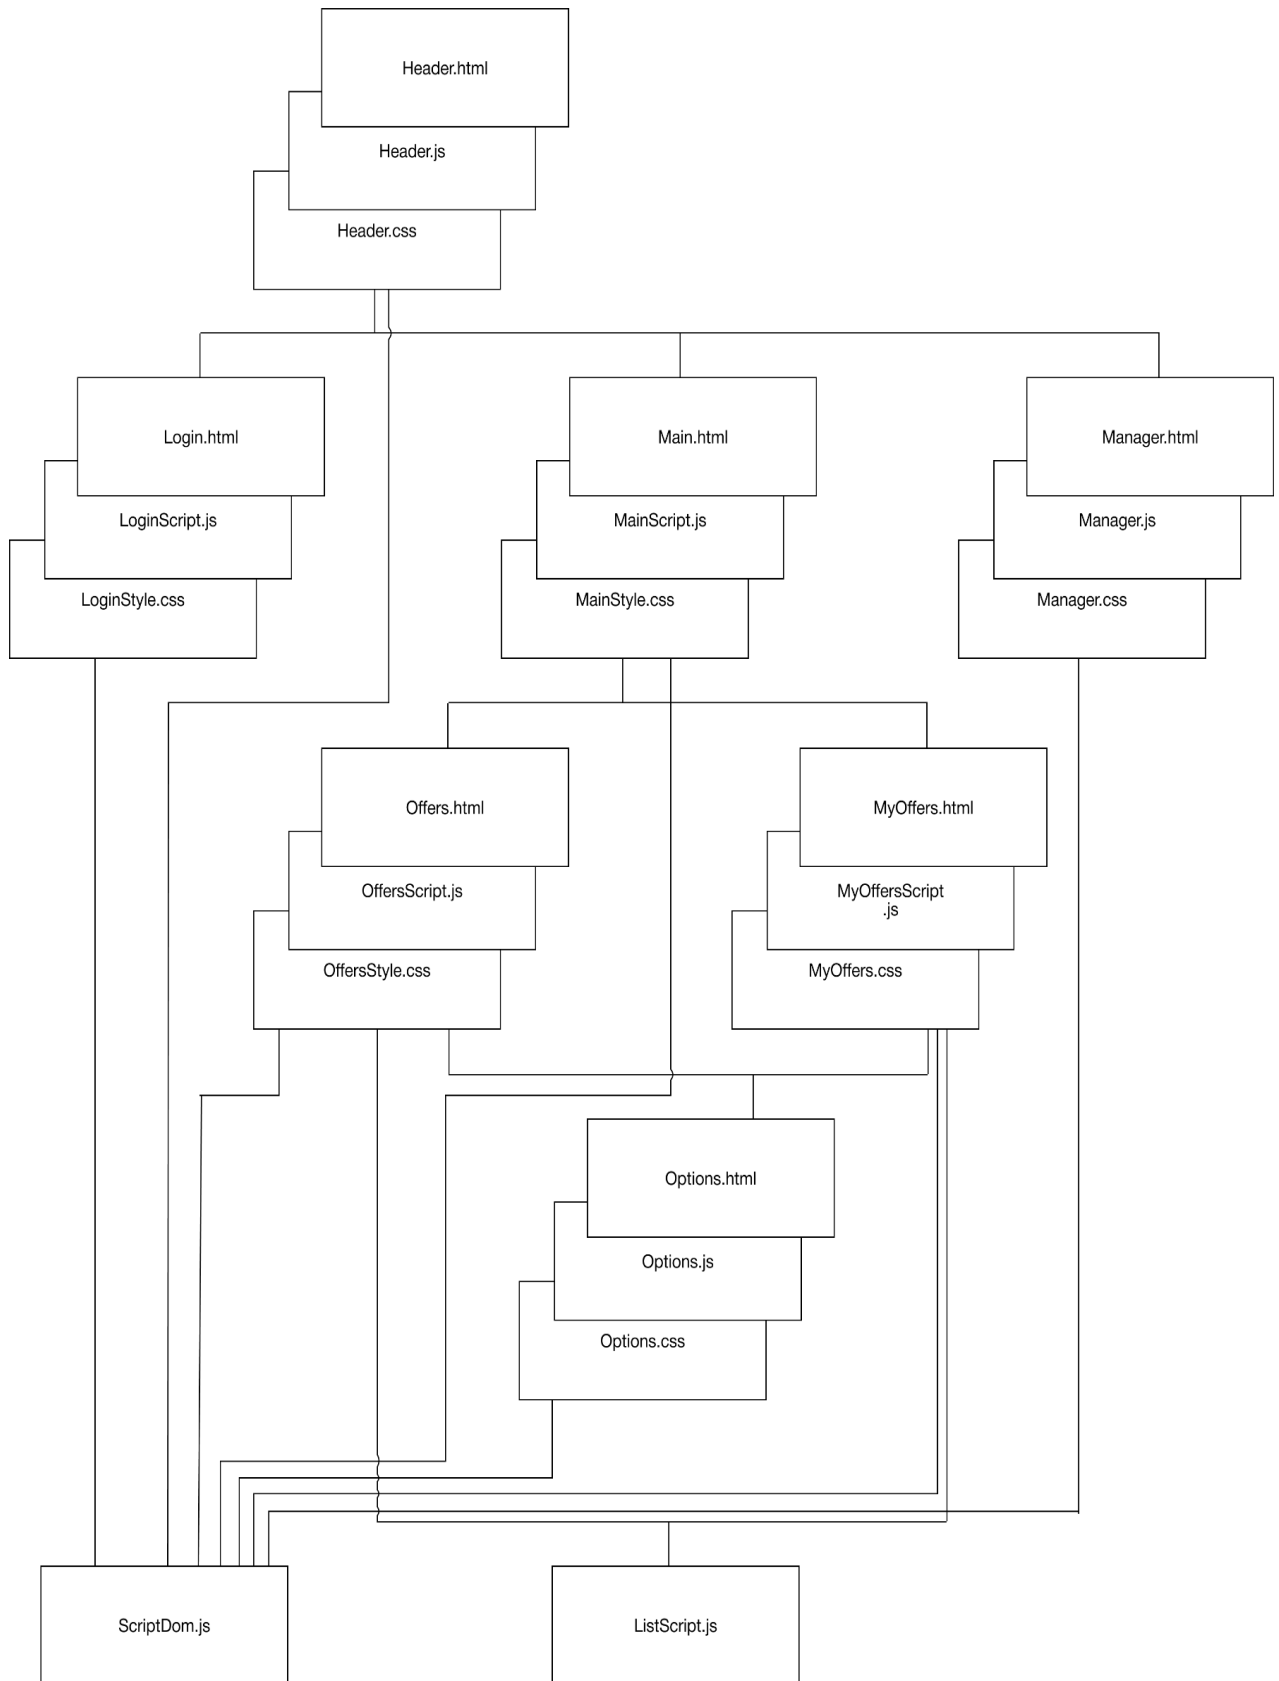 Header.html
Header.js
Header.css
Login.html
LoginScript.js
LoginStyle.css
Main.html
MainScript.js
MainStyle.css
Manager.html
Manager.js
Manager.css
Offers.html
OffersScript.js
OffersStyle.css
MyOffers.html
MyOffersScript
.js
MyOffers.css
Options.html
Options.js
Options.css
ScriptDom.js
ListScript.js